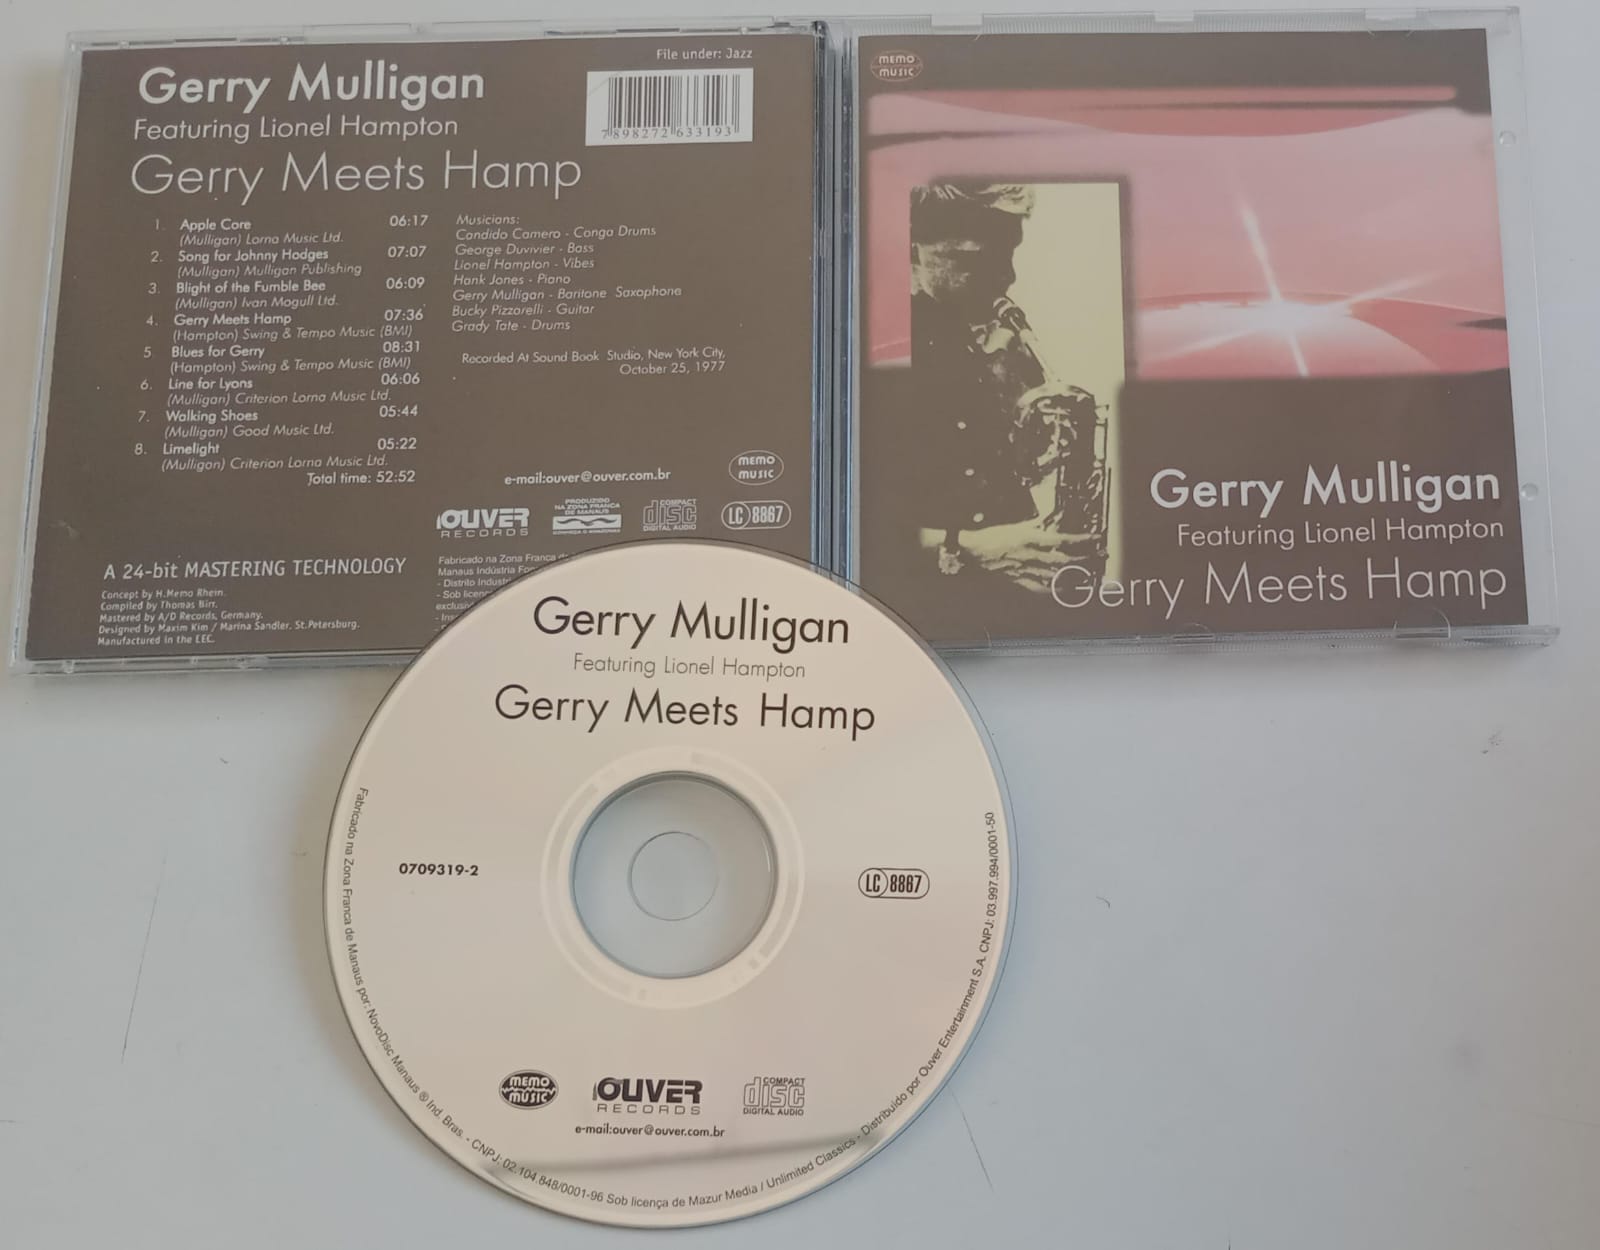 File under: Jazz
Gerry Mulligan
Featuring Lionel Hampton
Gerry Meets Hamp
7898272633193
1. Apple Core 06:17
(Mulligan) Lorna Music Ltd.
2. Song for Johnny Hodges 07:07
(Mulligan) Mulligan Publishing
3. Blight of the Fumble Bee 06:09
(Mulligan) Ivan Mogull Ltd.
4. Gerry Meets Hamp 07:36
(Hampton) Swing & Tempo Music (BMI)
5 Blues for Gerry 08:31
(Hampton) Swing & Tempo Music (BMI)
6. Line for Lyons 06:06
(Mulligan) Criterion Lorna Music Ltd.
7. Walking Shoes 05:44
(Mulligan) Good Music Ltd.
8. Limelight 05:22
(Mulligan) Criterion Lorna Music Ltd.
Total time: 52:52
Musicians:
Candido Camero - Conga Drums
George Duvivier - Bass
Lionel Hampton - Vibes
Hank Jones - Piano
Gerry Mulligan - Baritone Saxophone
Bucky Pizzarelli - Guitar
Grady Tate - Drums
Recorded At Sound Book Studio, New York City,
October 25, 1977
e-mail:ouver@ouver.com.br
MEMO
MUSIC
OUVER
RECORDS
PRODUZIDO
NA ZONA FRANCA
DE MANAUS
CONHEÇA O AMAZONAS
COMPACT
disc
DIGITAL AUDIO
LC 8867
A 24-bit MASTERING TECHNOLOGY
Concept by H.Memo Rhein.
Compiled by Thomas Birr.
Mastered by A/D Records, Germany.
Designed by Maxim Kim / Marina Sandler. St.Petersburg.
Manufactured in the EEC.
Fabricado na Zona Franca
Manaus Indústria
- Distrito
- Sob
MEMO
MUSIC
Gerry Mulligan
Featuring Lionel Hampton
Gerry Meets Hamp
Gerry Mulligan
Featuring Lionel Hampton
Gerry Meets Hamp
0709319-2
LC 8867
MEMO
MUSIC
OUVER
RECORDS
COMPACT
disc
DIGITAL AUDIO
e-mail:ouver@ouver.com.br
Fabricado na Zona Franca de Manaus por: NovoDisc Manaus ® Ind. Bras. - CNPJ: 02.104.848/0001-96 Sob licença de Mazur Media / Unlimited Classics - Distribuído por Ouver Entertainment S.A. CNPJ: 03.997.994/0001-50